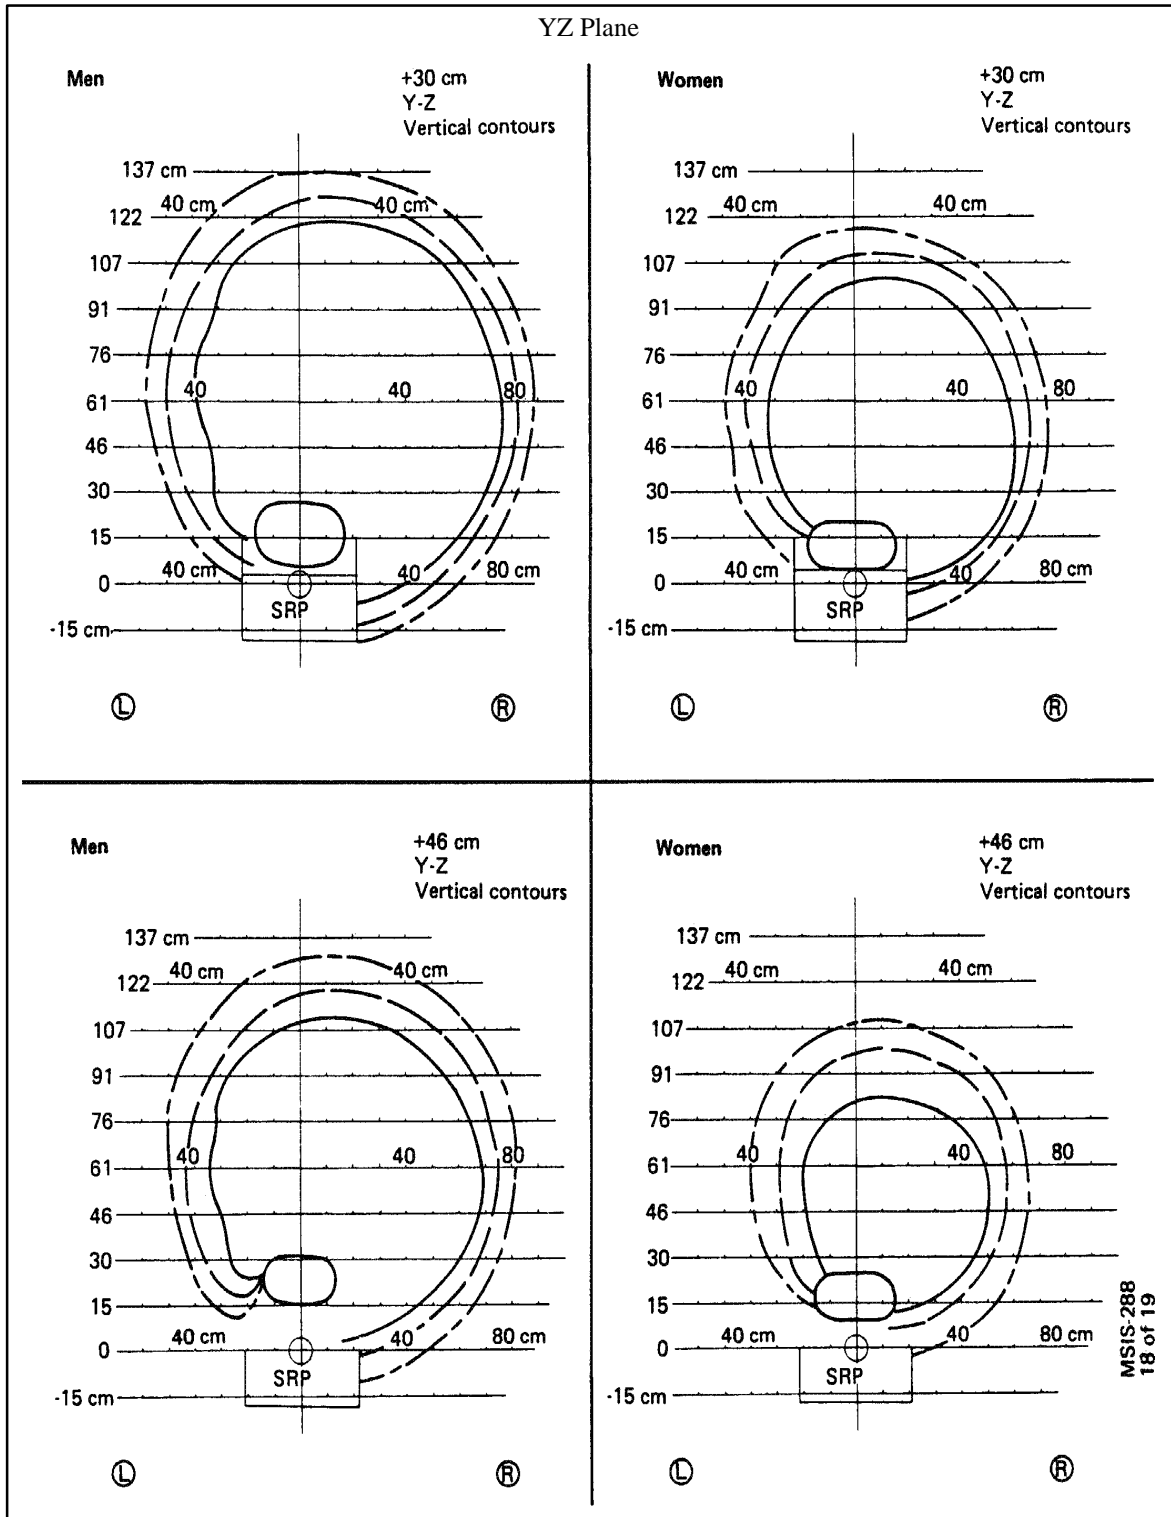 YZ Plane
Men
+30 cm
Y-Z
Vertical contours
137 cm
40 cm
40 cm
122
107
91
76
40
40
80
61
46
30
15
40 cm
40
80 cm
0
SRP
-15 cm
L
R
Women
+30 cm
Y-Z
Vertical contours
137 cm
40 cm
40 cm
122
107
91
76
40
40
80
61
46
30
15
40 cm
40
80 cm
0
SRP
-15 cm
L
R
Men
+46 cm
Y-Z
Vertical contours
137 cm
40 cm
40 cm
122
107
91
76
40
40
80
61
46
30
15
40 cm
40
80 cm
0
SRP
-15 cm
L
R
Women
+46 cm
Y-Z
Vertical contours
137 cm
40 cm
40 cm
122
107
91
76
40
40
80
61
46
30
15
40 cm
40
80 cm
0
SRP
-15 cm
L
R
MSIS-288
18 of 19